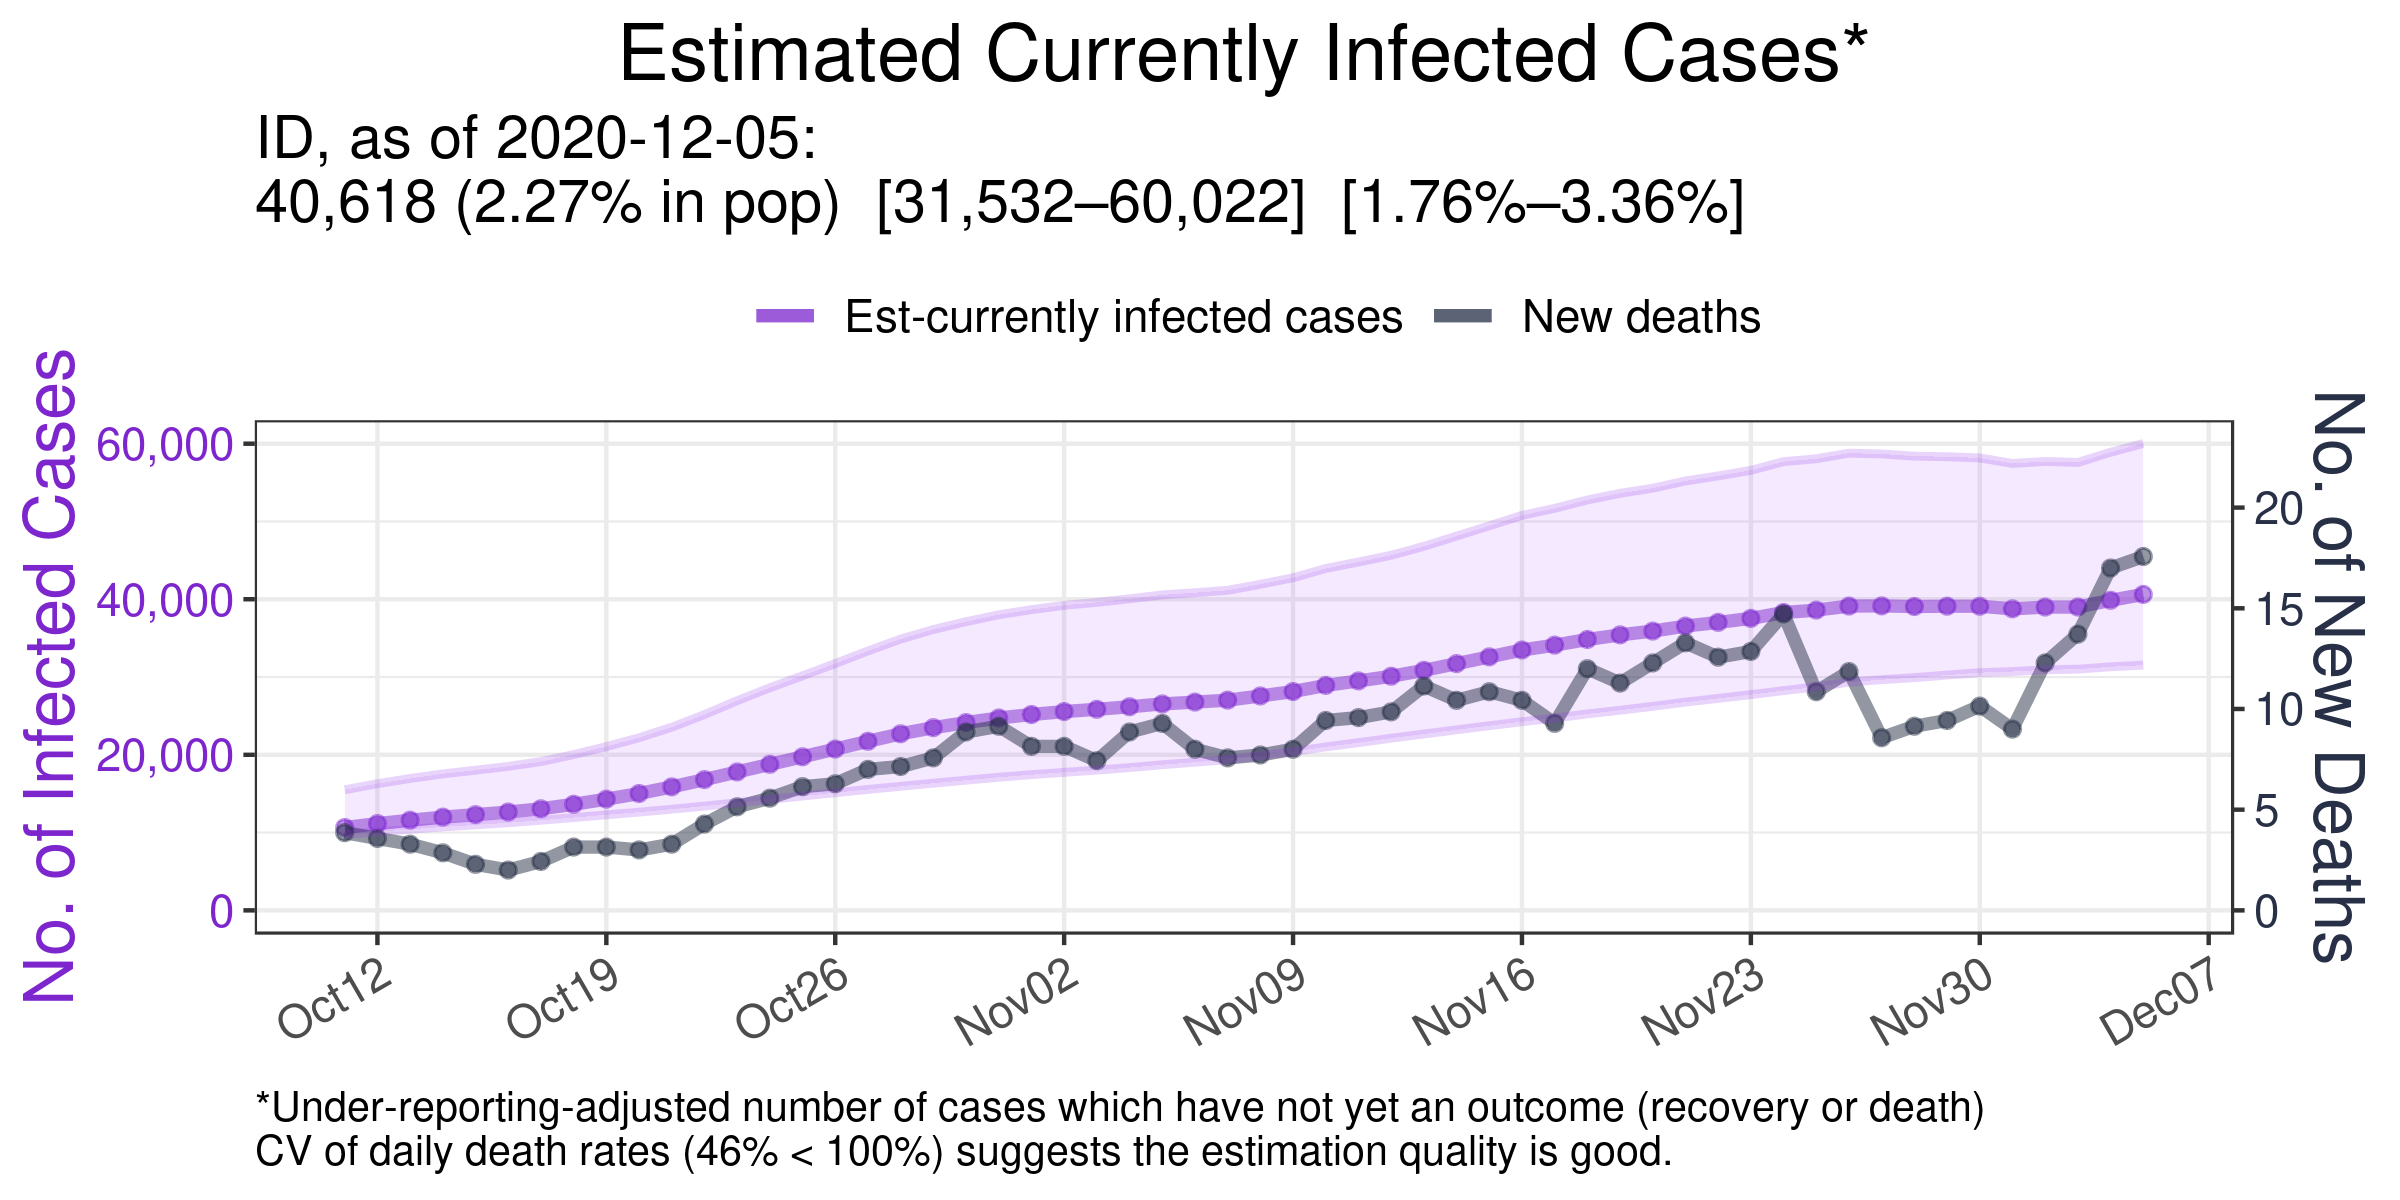 Estimated Currently Infected Cases*
ID, as of 2020-12-05:
40,618 (2.27% in pop) [31,532–60,022] [1.76%–3.36%]
Est-currently infected cases New deaths
No. of Infected Cases
60,000
40,000
20,000
0
20
15
10
5
0
No. of New Deaths
Oct12 Oct19 Oct26 Nov02 Nov09 Nov16 Nov23 Nov30 Dec07
*Under-reporting-adjusted number of cases which have not yet an outcome (recovery or death)
CV of daily death rates (46% < 100%) suggests the estimation quality is good.